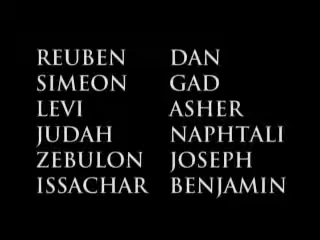 REUBEN
SIMEON
LEVI
JUDAH
ZEBULON
ISSACHAR
DAN
GAD
ASHER
NAPHTALI
JOSEPH
BENJAMIN